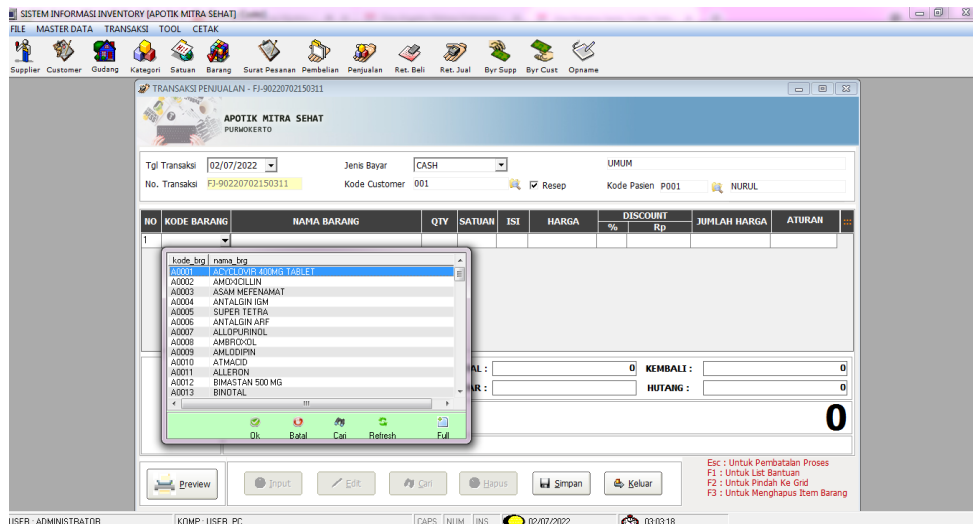 SISTEM INFORMASI INVENTORY [APOTIK MITRA SEHAT]
FILE MASTER DATA TRANSAKSI TOOL CETAK
Supplier Customer Gudang Kategori Satuan Barang Surat Pesanan Pembelian Penjualan Ret. Beli Ret. Jual Byr Supp Byr Cust Opname
TRANSAKSI PENJUALAN - FJ-90220702150311
APOTIK MITRA SEHAT
PURWOKERTO
Tgl Transaksi 02/07/2022 Jenis Bayar CASH UMUM
No. Transaksi FJ-90220702150311 Kode Customer 001 Resep Kode Pasien P001 NURUL
NO KODE BARANG NAMA BARANG QTY SATUAN ISI HARGA DISCOUNT % Rp JUMLAH HARGA ATURAN
1
kode_brg nama_brg
A0001 ACYCLOVIR 400MG TABLET
A0002 AMOXICILLIN
A0003 ASAM MEFENAMAT
A0004 ANTALGIN IGM
A0005 SUPER TETRA
A0006 ANTALGIN ARF
A0007 ALLOPURINOL
A0008 AMBROXOL
A0009 AMLODIPIN
A0010 ATMACID
A0011 ALLERON
A0012 BIMASTAN 500 MG
A0013 BINOTAL
Ok Batal Cari Refresh Full
AL : 0 KEMBALI : 0
AR : HUTANG : 0
0
Preview Input Edit Cari Hapus Simpan Keluar
Esc : Untuk Pembatalan Proses
F1 : Untuk List Bantuan
F2 : Untuk Pindah Ke Grid
F3 : Untuk Menghapus Item Barang
USER : ADMINISTRATOR KOMP : USER_PC CAPS NUM INS 02/07/2022 03:03:18